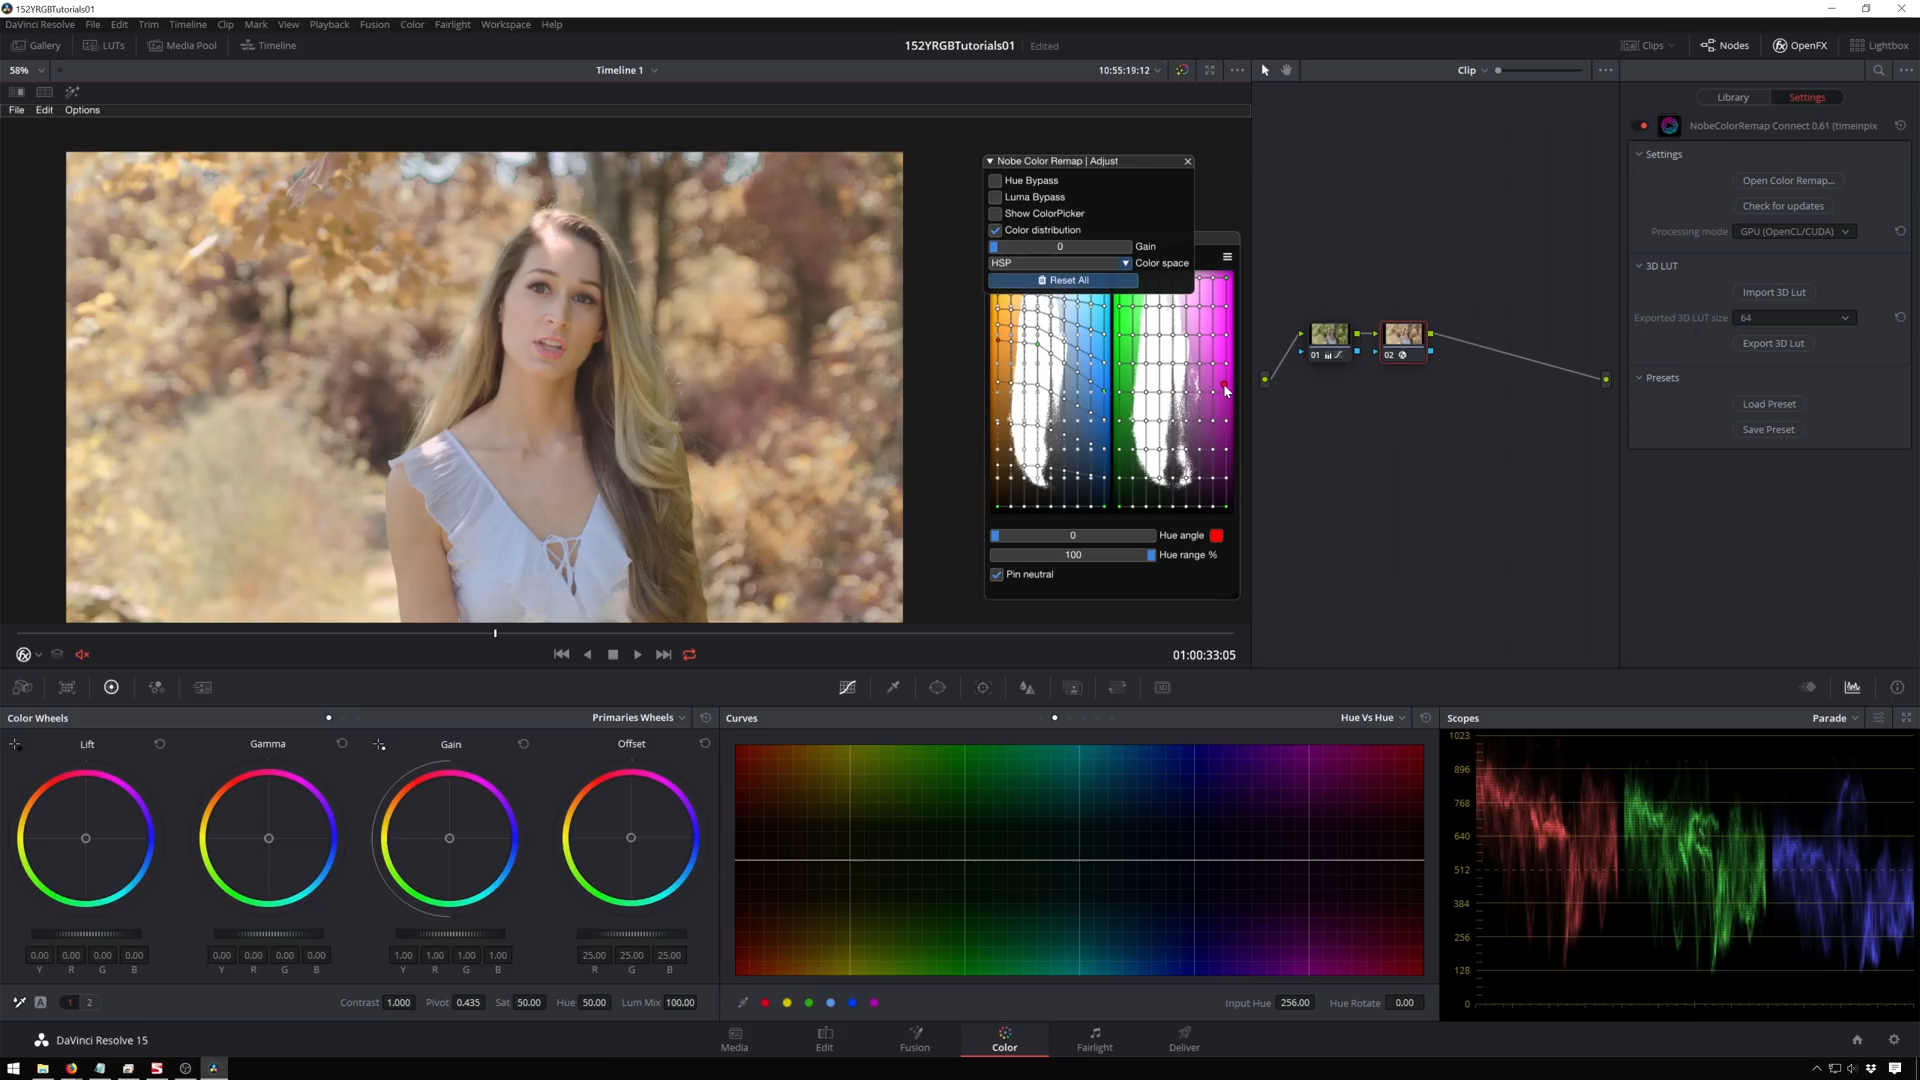 152YRGBTutorials01
DaVinci Resolve File Edit Trim Timeline Clip Mark View Playback Fusion Color Fairlight Workspace Help
Gallery LUTs Media Pool Timeline 152YRGBTutorials01 Edited Clips Nodes OpenFX Lightbox
58% Timeline 1 10:55:19:12 Clip
Library Settings
File Edit Options
NobeColorRemap Connect 0.61 (timeinpix
Settings
Open Color Remap...
Check for updates
Processing mode GPU (OpenCL/CUDA)
3D LUT
Import 3D Lut
Exported 3D LUT size 64
Export 3D Lut
Presets
Load Preset
Save Preset
Nobe Color Remap | Adjust
Hue Bypass
Luma Bypass
Show ColorPicker
Color distribution
0 Gain
HSP Color space
Reset All
0 Hue angle
100 Hue range %
Pin neutral
01 02
01:00:33:05
Color Wheels Primaries Wheels
Lift Gamma Gain Offset
0.00 0.00 0.00 0.00 0.00 0.00 0.00 0.00 1.00 1.00 1.00 1.00 25.00 25.00 25.00
Y R G B Y R G B Y R G B R G B
A 1 2 Contrast 1.000 Pivot 0.435 Sat 50.00 Hue 50.00 Lum Mix 100.00
Curves Hue Vs Hue
Input Hue 256.00 Hue Rotate 0.00
Scopes Parade
1023
896
768
640
512
384
256
128
0
DaVinci Resolve 15 Media Edit Fusion Color Fairlight Deliver